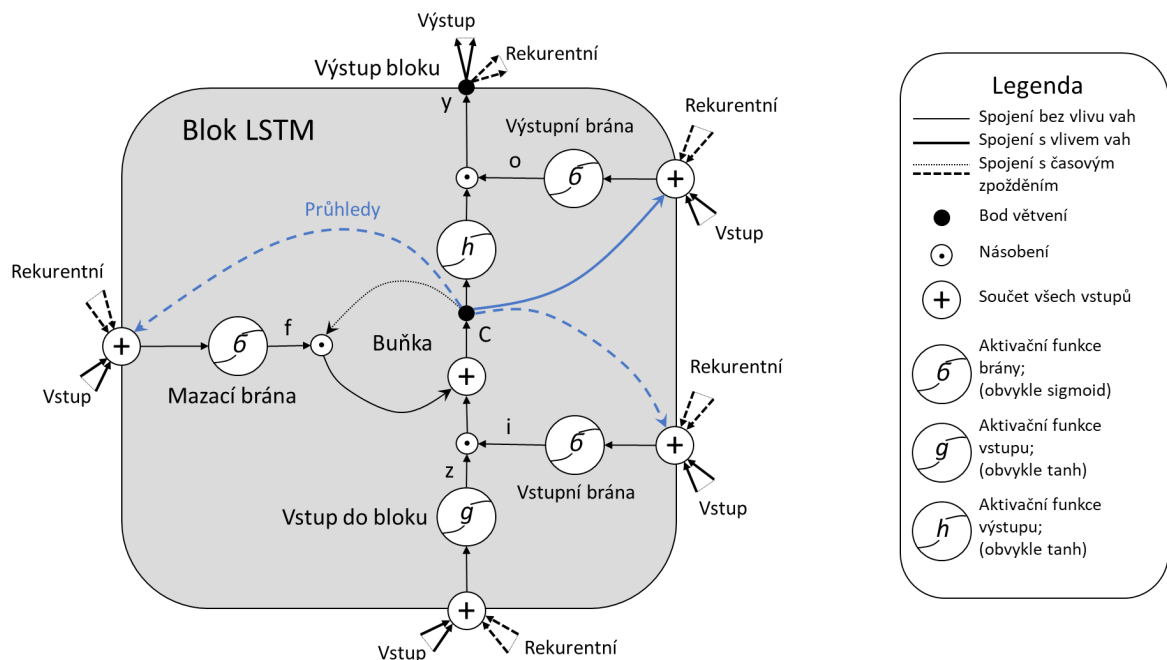 Výstup
Rekurentní
Výstup bloku
y
Rekurentní
Blok LSTM
Výstupní brána
o
б
+
Průhledy
h
Vstup
Rekurentní
f
б
+
C
Buňka
+
Vstup
Mazací brána
Rekurentní
i
б
+
z
Vstupní brána
Vstup
Vstup do bloku
g
+
Vstup
Rekurentní
Legenda
Spojení bez vlivu vah
Spojení s vlivem vah
Spojení s časovým
zpožděním
Bod větvení
Násobení
+
Součet všech vstupů
б
Aktivační funkce
brány;
(obvykle sigmoid)
g
Aktivační funkce
vstupu;
(obvykle tanh)
h
Aktivační funkce
výstupu;
(obvykle tanh)